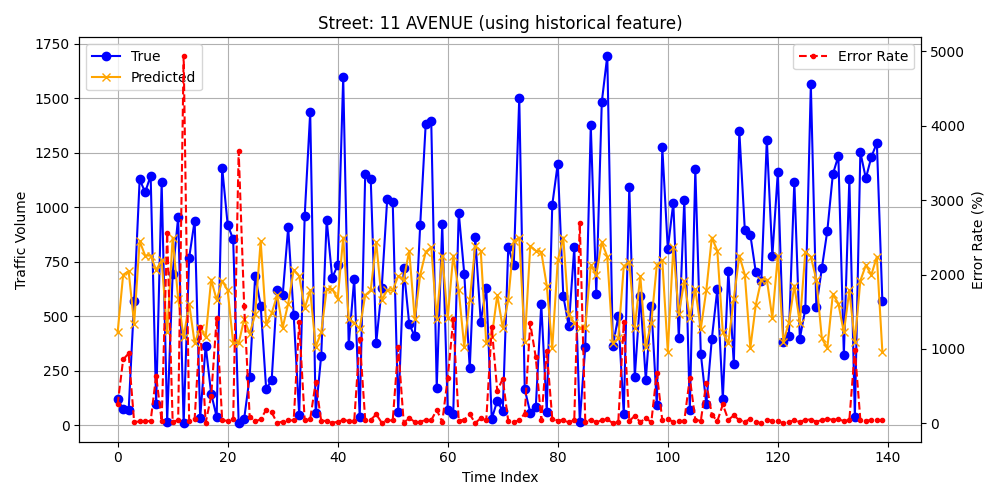 Street: 11 AVENUE (using historical feature)
True
Predicted
Error Rate
Traffic Volume
1750
1500
1250
1000
750
500
250
0
5000
4000
3000
2000
1000
0
Error Rate (%)
0 20 40 60 80 100 120 140
Time Index